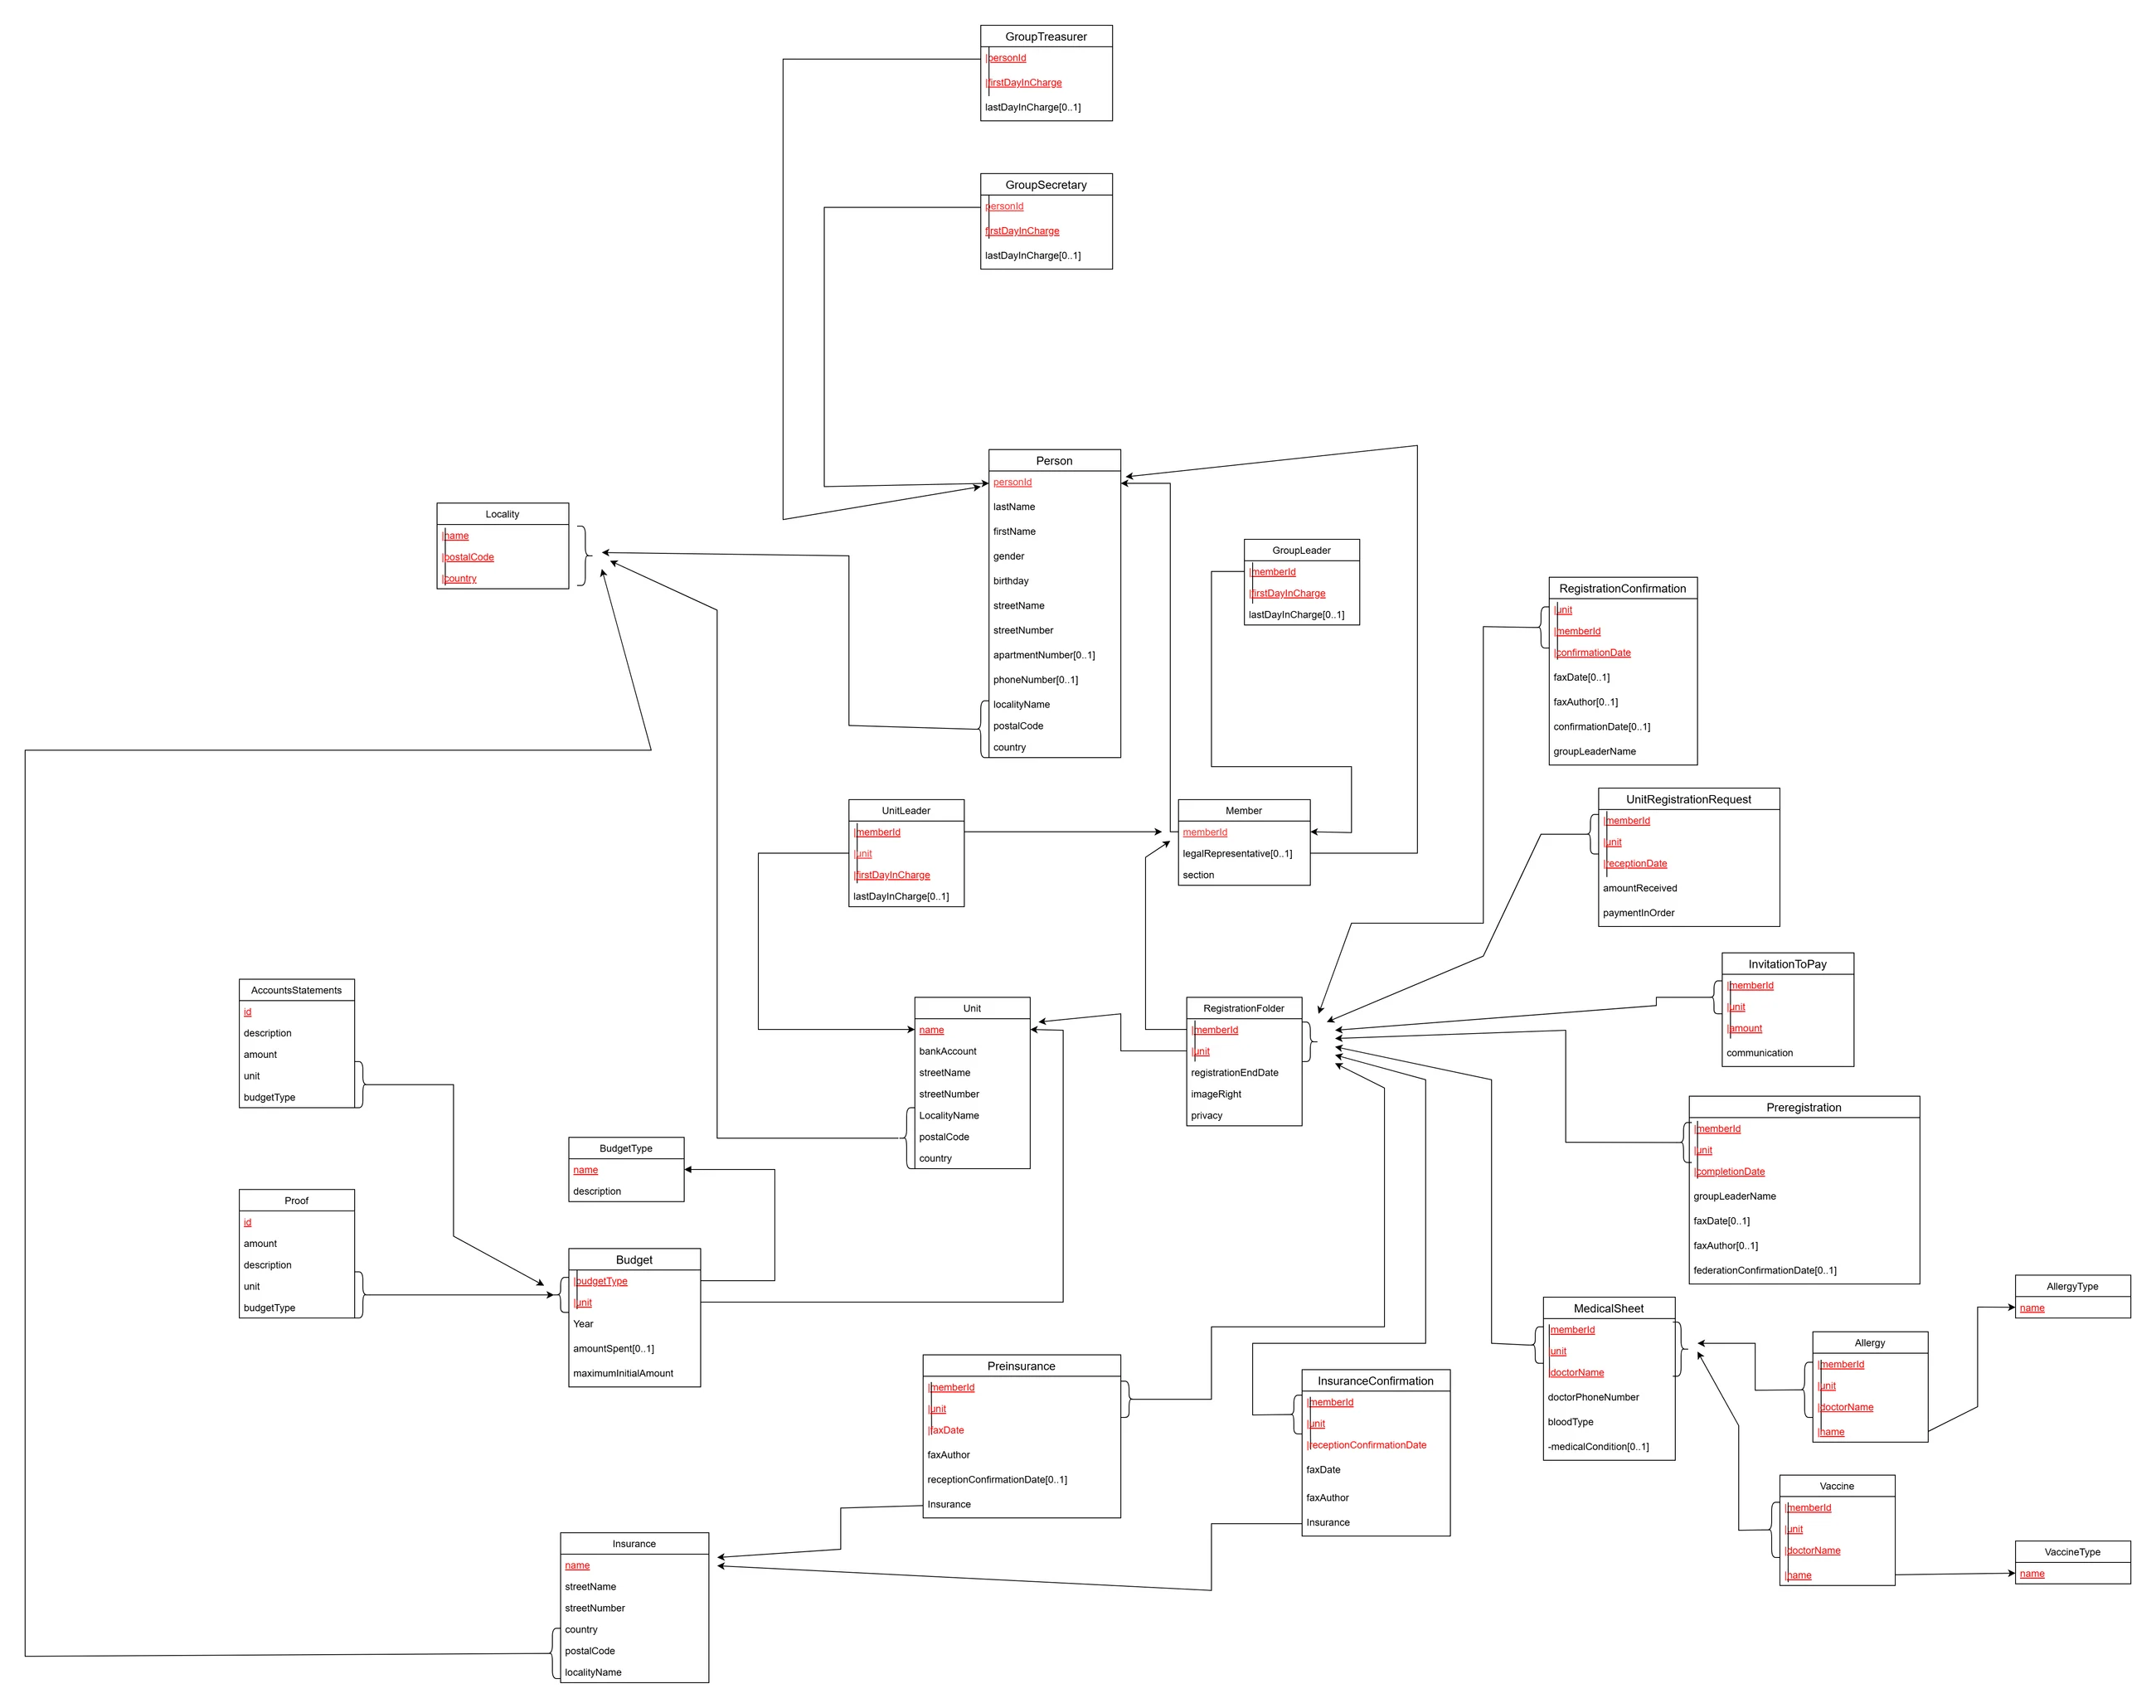 GroupTreasurer
|personId
|firstDayInCharge
lastDayInCharge[0..1]
GroupSecretary
personId
firstDayInCharge
lastDayInCharge[0..1]
Person
personId
lastName
firstName
gender
birthday
streetName
streetNumber
apartmentNumber[0..1]
phoneNumber[0..1]
localityName
postalCode
country
Locality
|name
|postalCode
|country
GroupLeader
|memberId
|firstDayInCharge
lastDayInCharge[0..1]
RegistrationConfirmation
|unit
|memberId
|confirmationDate
faxDate[0..1]
faxAuthor[0..1]
confirmationDate[0..1]
groupLeaderName
UnitLeader
|memberId
|unit
|firstDayInCharge
lastDayInCharge[0..1]
Member
memberId
legalRepresentative[0..1]
section
UnitRegistrationRequest
|memberId
|unit
|receptionDate
amountReceived
paymentInOrder
InvitationToPay
|memberId
|unit
|amount
communication
AccountsStatements
id
description
amount
unit
budgetType
Unit
name
bankAccount
streetName
streetNumber
LocalityName
postalCode
country
RegistrationFolder
|memberId
|unit
registrationEndDate
imageRight
privacy
Preregistration
|memberId
|unit
|completionDate
groupLeaderName
faxDate[0..1]
faxAuthor[0..1]
federationConfirmationDate[0..1]
BudgetType
name
description
Proof
id
amount
description
unit
budgetType
Budget
|budgetType
|unit
Year
amountSpent[0..1]
maximumInitialAmount
AllergyType
name
MedicalSheet
memberId
unit
doctorName
doctorPhoneNumber
bloodType
-medicalCondition[0..1]
Allergy
|memberId
|unit
|doctorName
|name
Preinsurance
|memberId
|unit
|faxDate
faxAuthor
receptionConfirmationDate[0..1]
Insurance
InsuranceConfirmation
|memberId
|unit
|receptionConfirmationDate
faxDate
faxAuthor
Insurance
Vaccine
|memberId
|unit
|doctorName
|name
VaccineType
name
Insurance
name
streetName
streetNumber
country
postalCode
localityName